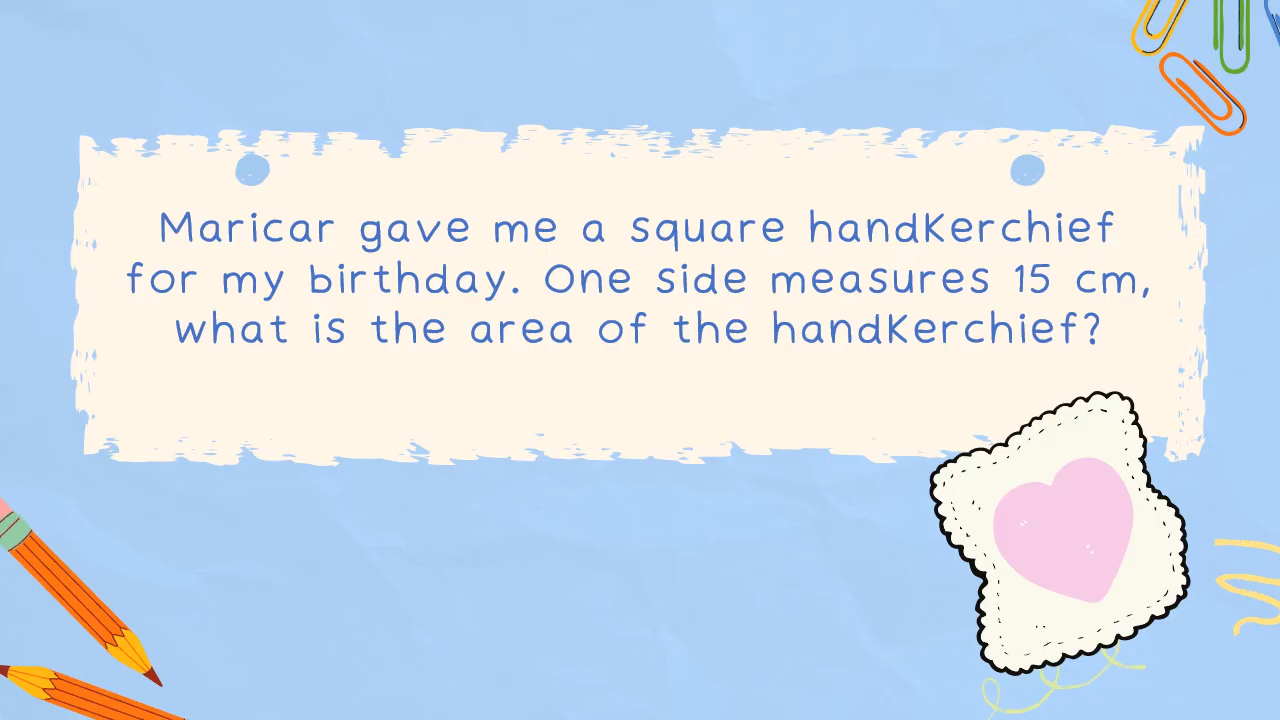 Maricar gave me a square handkerchief
for my birthday. One side measures 15 cm,
what is the area of the handkerchief?